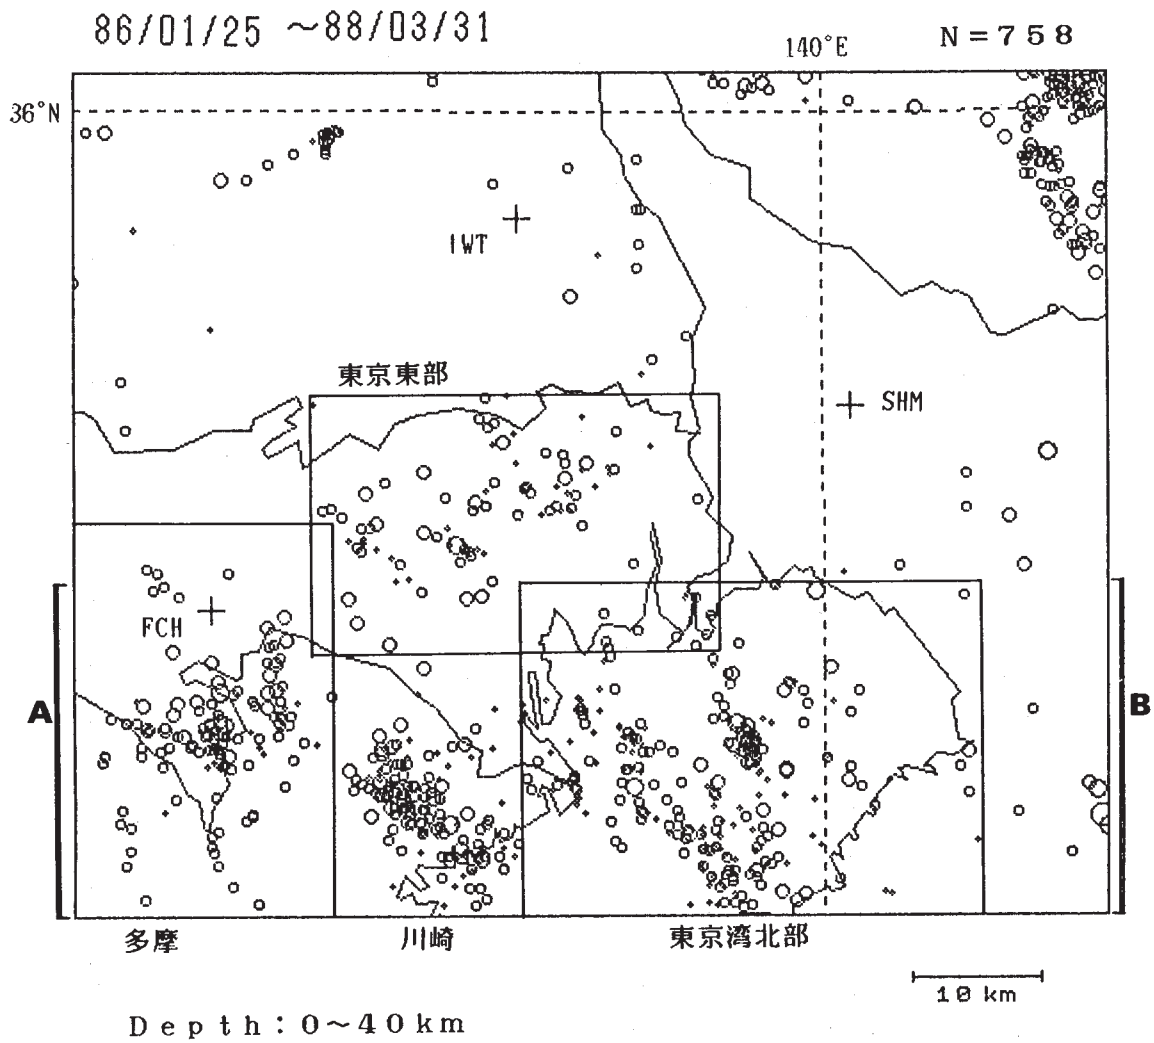 86/01/25 ～88/03/31
140°E
N=758
36°N
IWT
東京東部
SHM
FCH
A
B
多摩
川崎
東京湾北部
10 km
Depth:0～40km